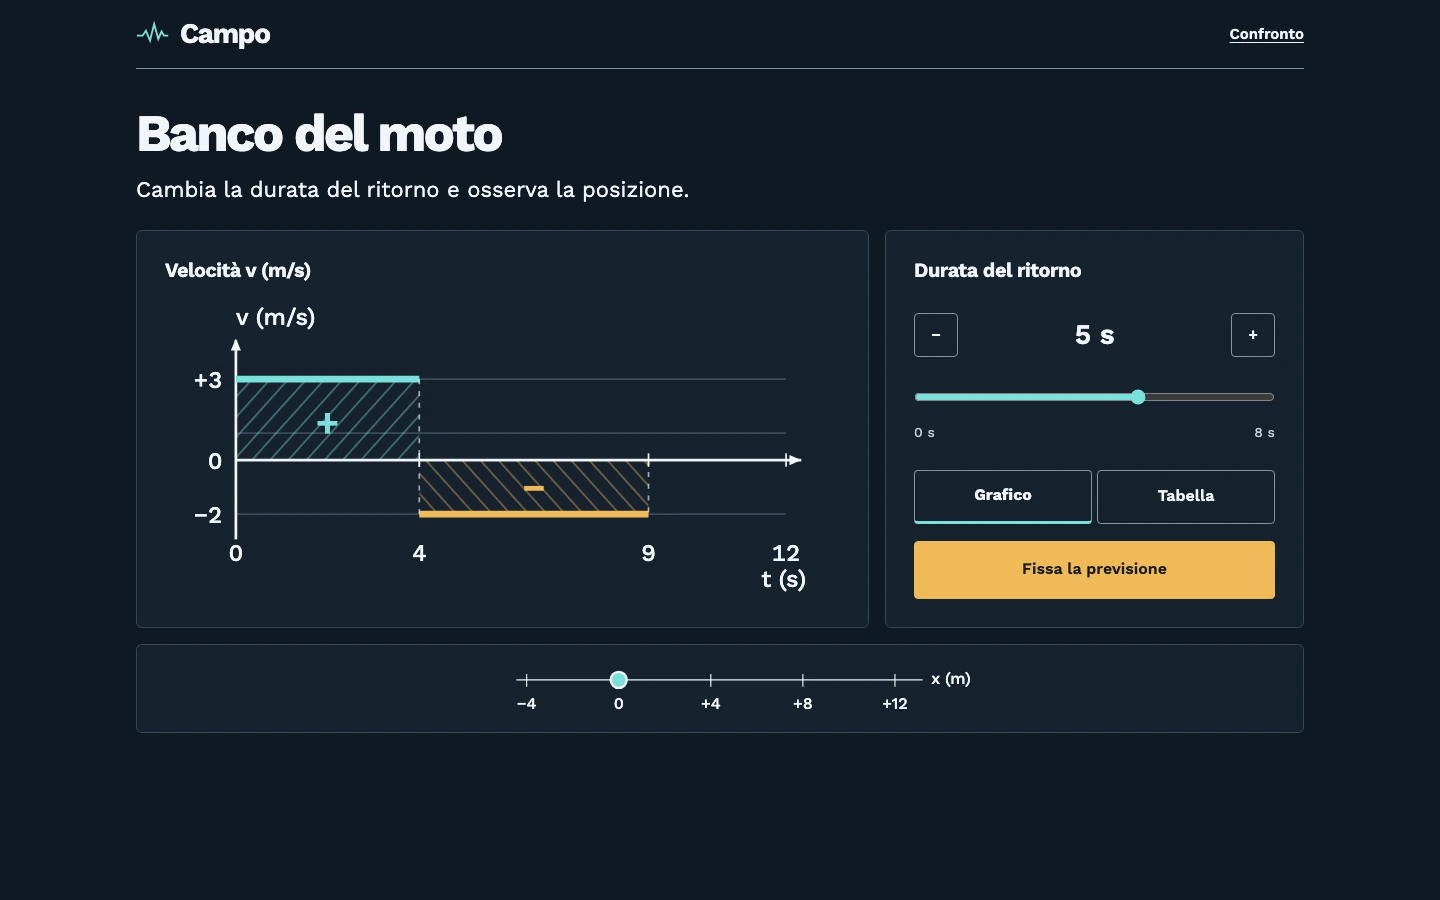 Campo
Confronto
Banco del moto
Cambia la durata del ritorno e osserva la posizione.
Velocità v (m/s)
v (m/s)
+3
+
0
−
−2
0 4 9 12
t (s)
Durata del ritorno
− 5 s +
0 s 8 s
Grafico Tabella
Fissa la previsione
x (m)
−4 0 +4 +8 +12